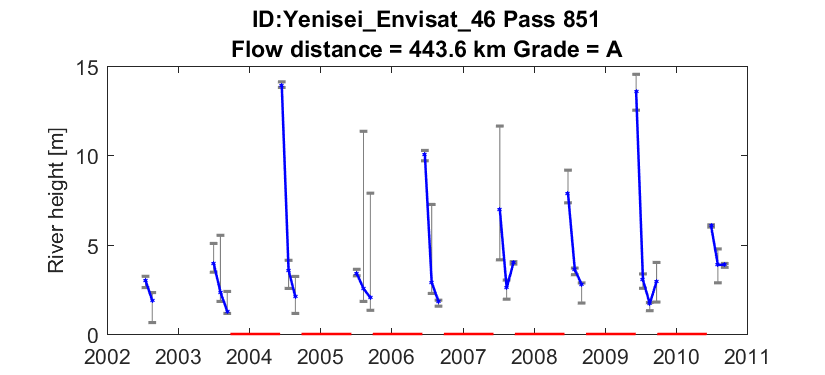 ID:Yenisei_Envisat_46 Pass 851
Flow distance = 443.6 km Grade = A
River height [m]
15
10
5
0
2002 2003 2004 2005 2006 2007 2008 2009 2010 2011